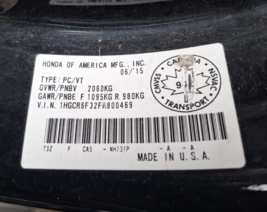 HONDA OF AMERICA MFG., INC.
06/15
TYPE: PC/VT
GVWR/PNBV 2060KG
GAWR/PNBE F 1095KG R 980KG
V.I.N. 1HGCR6F32FA800469
CANADA
CMVSS
NSVAC
TRANSPORT
T3Z F CAS - NH731P - A - A
MADE IN U.S.A.